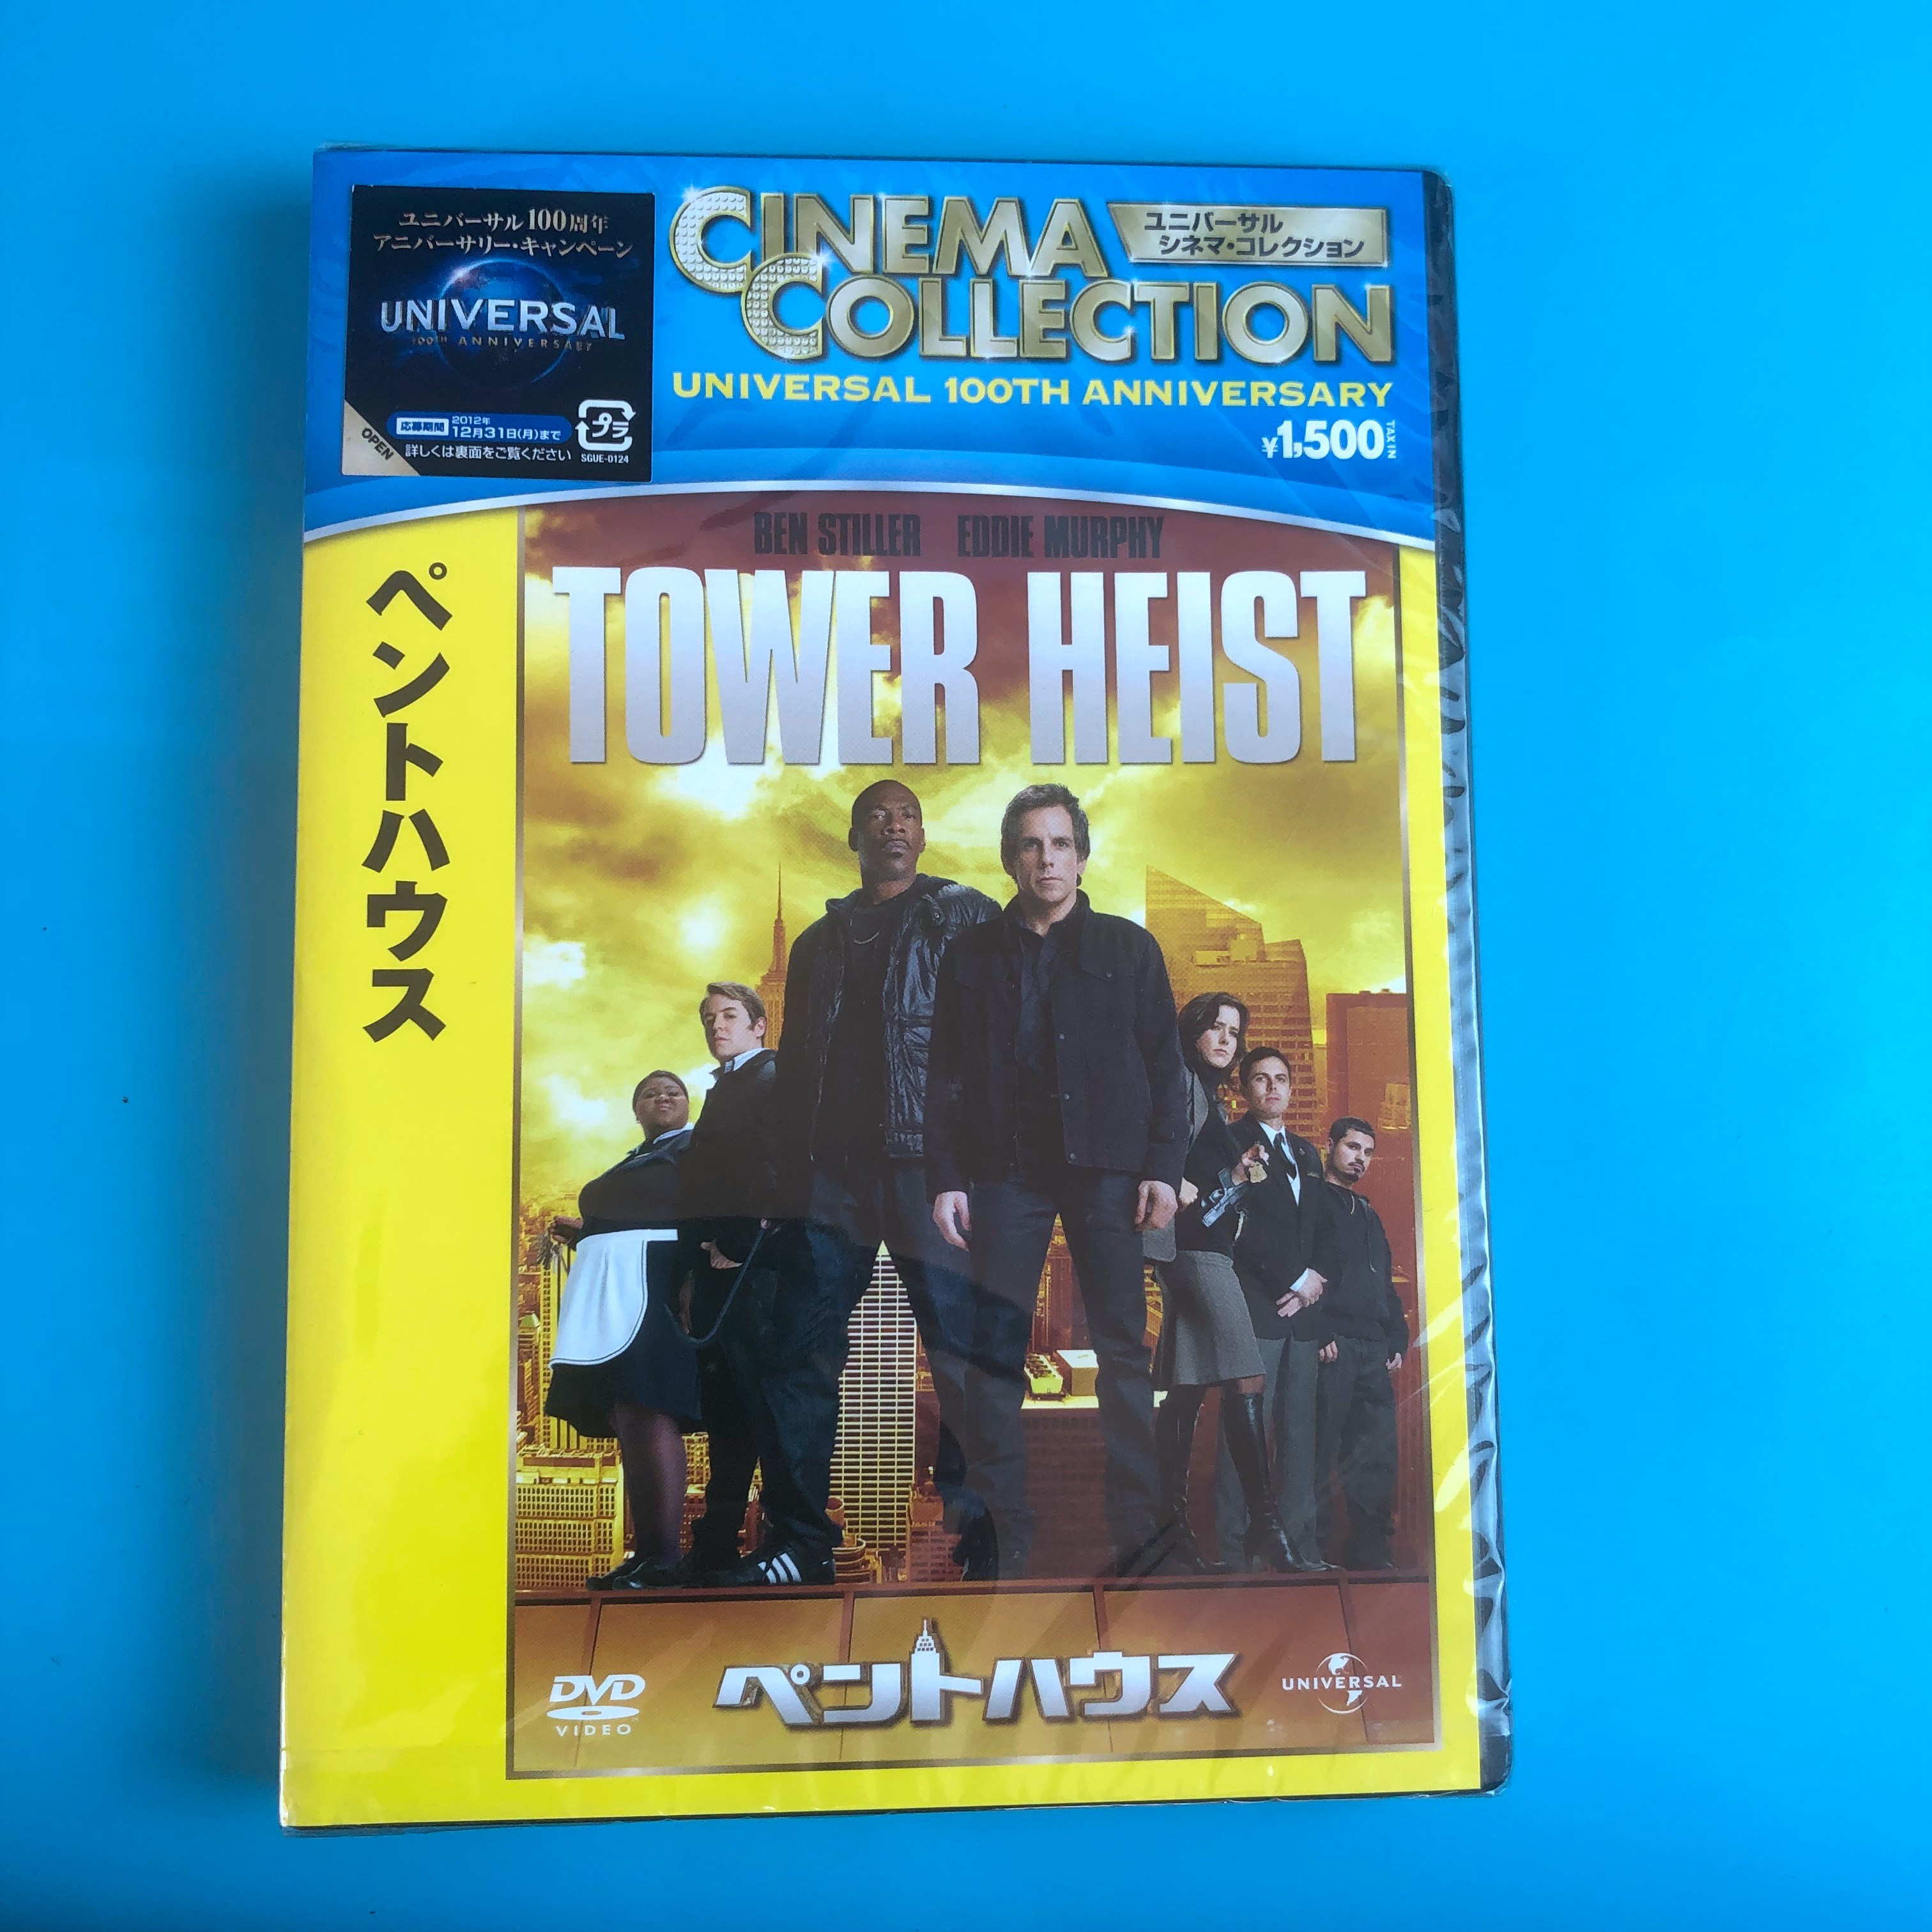 ユニバーサル100周年
アニバーサリー・キャンペーン
UNIVERSAL
100TH ANNIVERSARY
応募期間
2012年
12月31日(月)まで
詳しくは裏面をご覧ください
OPEN
プラ
SGUE-0124
CINEMA
COLLECTION
ユニバーサル
シネマ・コレクション
UNIVERSAL 100TH ANNIVERSARY
¥1,500 TAX IN
ペントハウス
BEN STILLER EDDIE MURPHY
TOWER HEIST
DVD
VIDEO
ペントハウス
UNIVERSAL